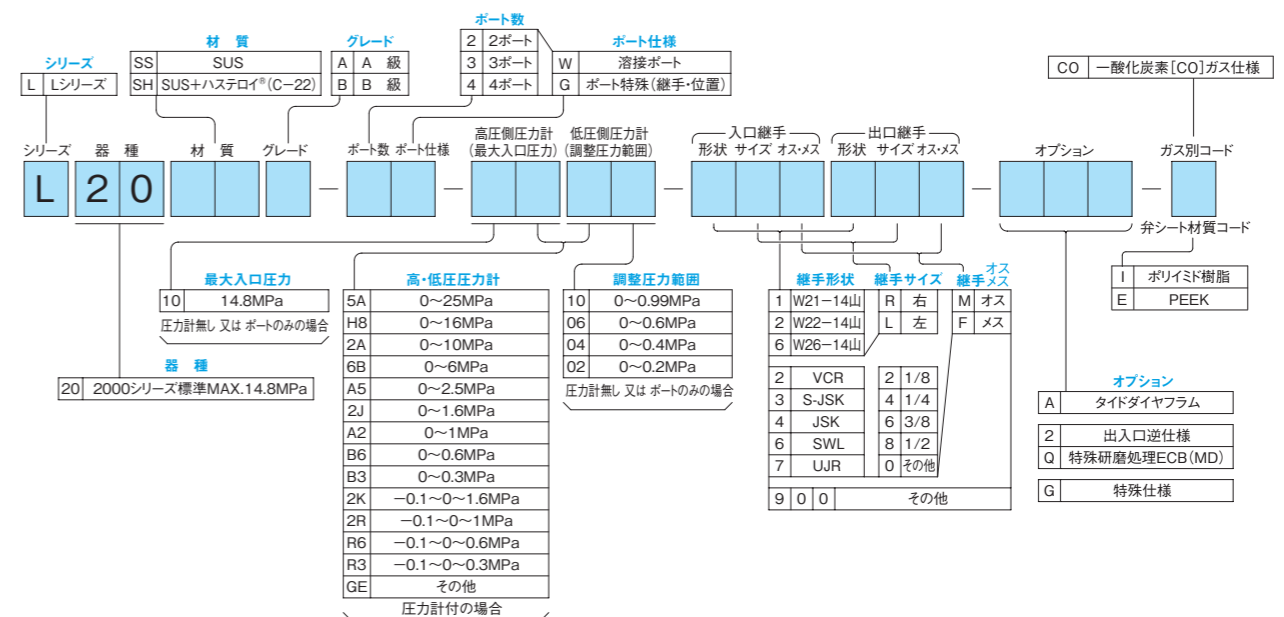 ポート数
2 2ポート
3 3ポート
4 4ポート
ポート仕様
W 溶接ポート
G ポート特殊(継手・位置)
材 質
SS SUS
SH SUS+ハステロイ®(C−22)
グレード
A A 級
B B 級
シリーズ
L Lシリーズ
CO 一酸化炭素[CO]ガス仕様
シリーズ 器 種 材 質 グレード ポート数 ポート仕様
高圧側圧力計
(最大入口圧力)
低圧側圧力計
(調整圧力範囲)
入口継手
形状 サイズ オス・メス
出口継手
形状 サイズ オス・メス
オプション
ガス別コード
L 2 0 − − − − −
弁シート材質コード
I ポリイミド樹脂
E PEEK
最大入口圧力
10 14.8MPa
圧力計無し 又は ポートのみの場合
器 種
20 2000シリーズ標準MAX.14.8MPa
高・低圧圧力計
5A 0〜25MPa
H8 0〜16MPa
2A 0〜10MPa
6B 0〜6MPa
A5 0〜2.5MPa
2J 0〜1.6MPa
A2 0〜1MPa
B6 0〜0.6MPa
B3 0〜0.3MPa
2K −0.1〜0〜1.6MPa
2R −0.1〜0〜1MPa
R6 −0.1〜0〜0.6MPa
R3 −0.1〜0〜0.3MPa
GE その他
圧力計付の場合
調整圧力範囲
10 0〜0.99MPa
06 0〜0.6MPa
04 0〜0.4MPa
02 0〜0.2MPa
圧力計無し 又は ポートのみの場合
継手形状
1 W21−14山
2 W22−14山
6 W26−14山
2 VCR
3 S-JSK
4 JSK
6 SWL
7 UJR
9 0 0 その他
継手サイズ
R 右
L 左
2 1/8
4 1/4
6 3/8
8 1/2
0 その他
継手オスメス
M オス
F メス
オプション
A タイドダイヤフラム
2 出入口逆仕様
Q 特殊研磨処理ECB(MD)
G 特殊仕様